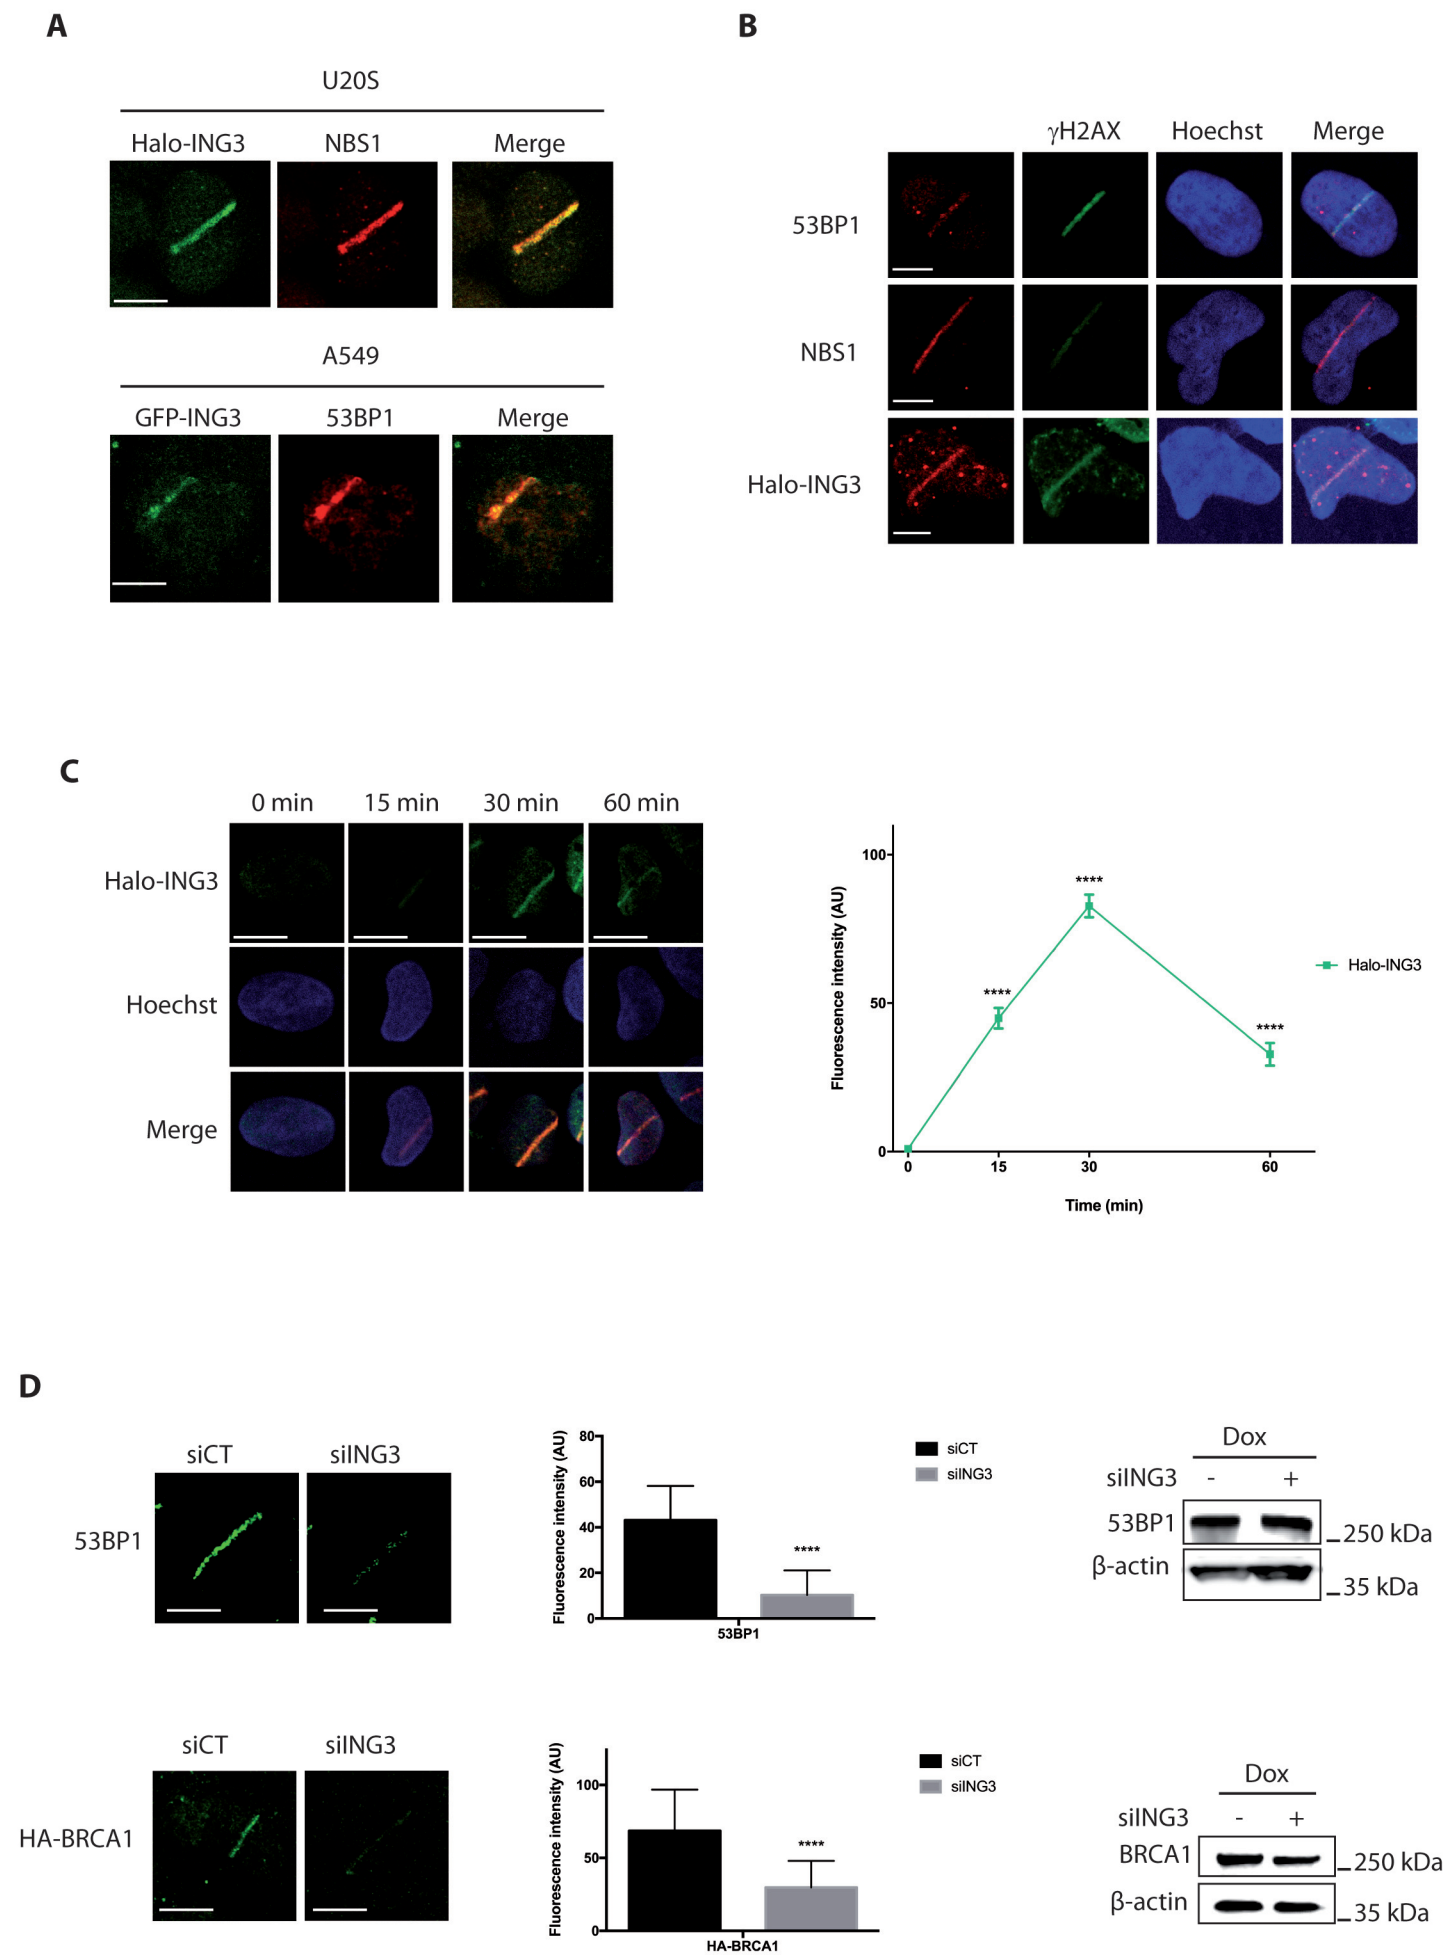 A
U20S
Halo-ING3 NBS1 Merge
A549
GFP-ING3 53BP1 Merge
B
γH2AX Hoechst Merge
53BP1
NBS1
Halo-ING3
C
0 min 15 min 30 min 60 min
Halo-ING3
Hoechst
Merge
Fluorescence intensity (AU)
100
50
0
****
****
****
0 15 30 60
Time (min)
Halo-ING3
D
siCT siING3
53BP1
Fluorescence intensity (AU)
80
60
40
20
0
****
53BP1
siCT
siING3
Dox
siING3 - +
53BP1
250 kDa
β-actin
35 kDa
siCT siING3
HA-BRCA1
Fluorescence intensity (AU)
100
50
0
****
HA-BRCA1
siCT
siING3
Dox
siING3 - +
BRCA1
250 kDa
β-actin
35 kDa